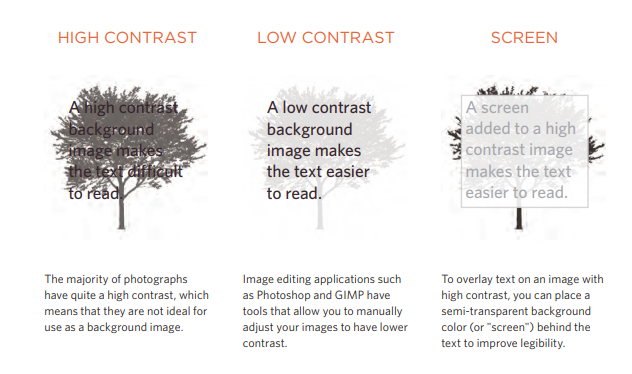 HIGH CONTRAST
A high contrast
background
image makes
the text difficult
to read.
The majority of photographs
have quite a high contrast, which
means that they are not ideal for
use as a background image.
LOW CONTRAST
A low contrast
background
image makes
the text easier
to read.
Image editing applications such
as Photoshop and GIMP have
tools that allow you to manually
adjust your images to have lower
contrast.
SCREEN
A screen
added to a high
contrast image
makes the text
easier to read.
To overlay text on an image with
high contrast, you can place a
semi-transparent background
color (or "screen") behind the
text to improve legibility.